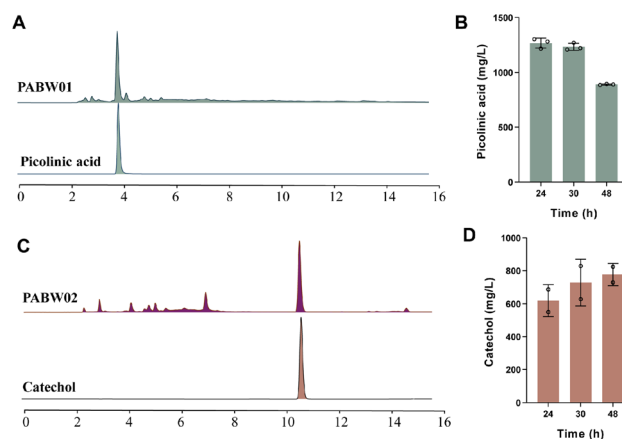 A
PABW01
Picolinic acid
0 2 4 6 8 10 12 14 16
B
Picolinic acid (mg/L)
1500
1000
500
0
24 30 48
Time (h)
C
PABW02
Catechol
0 2 4 6 8 10 12 14 16
D
Catechol (mg/L)
1000
800
600
400
200
0
24 30 48
Time (h)